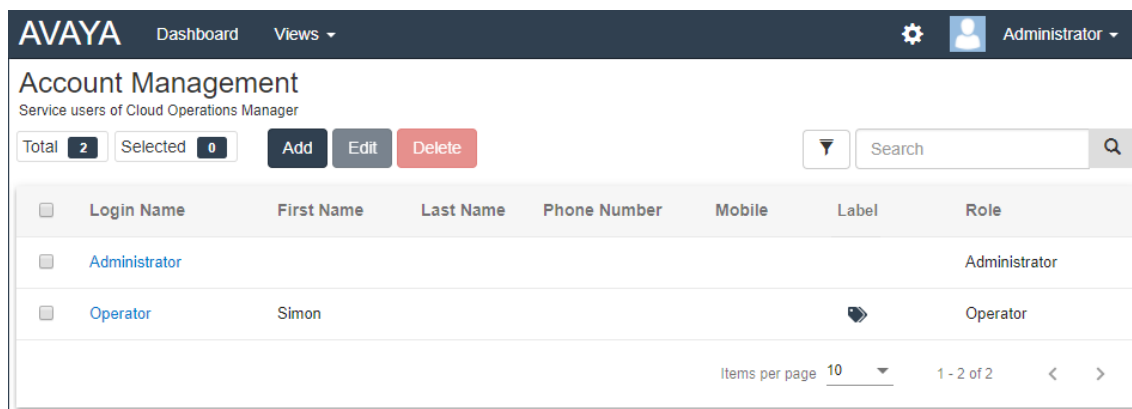 AVAYA Dashboard Views Administrator
Account Management
Service users of Cloud Operations Manager
Total 2 Selected 0 Add Edit Delete Search
Login Name First Name Last Name Phone Number Mobile Label Role
Administrator Administrator
Operator Simon Operator
Items per page 10 1 - 2 of 2